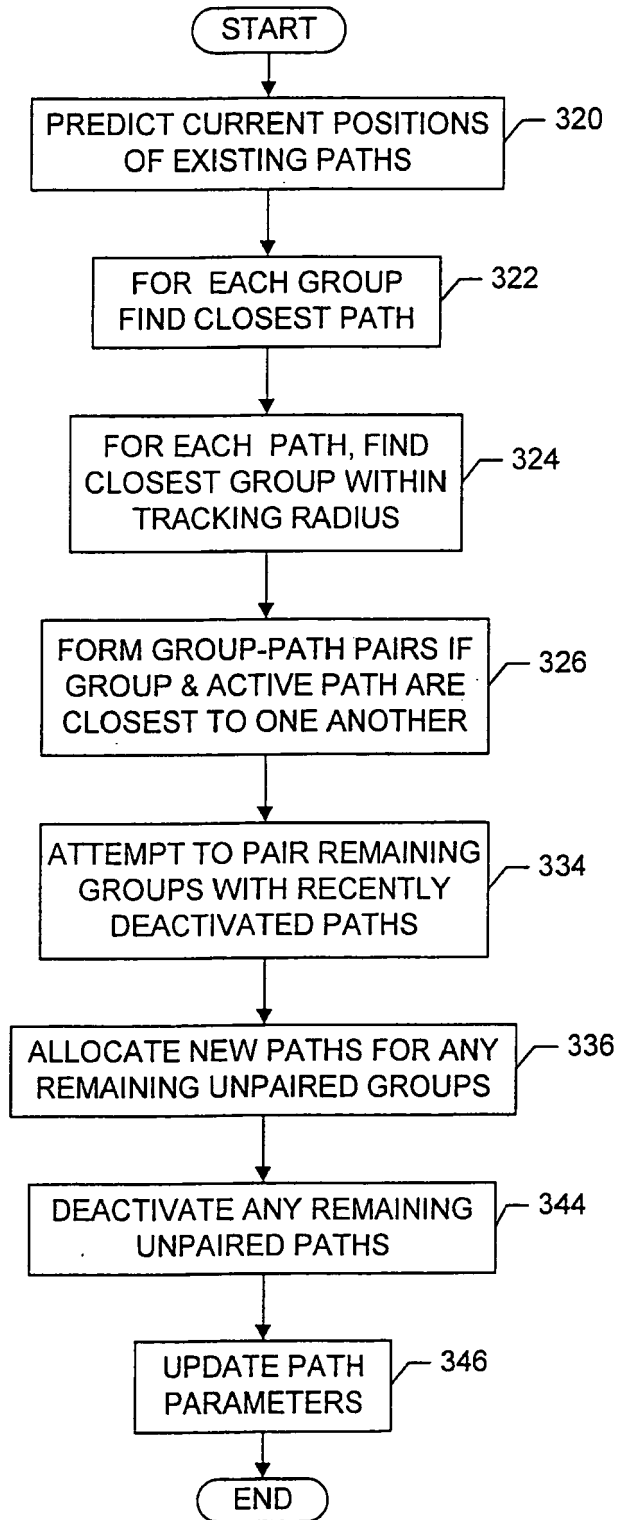 START
PREDICT CURRENT POSITIONS
OF EXISTING PATHS
320
FOR EACH GROUP
FIND CLOSEST PATH
322
FOR EACH PATH, FIND
CLOSEST GROUP WITHIN
TRACKING RADIUS
324
FORM GROUP-PATH PAIRS IF
GROUP & ACTIVE PATH ARE
CLOSEST TO ONE ANOTHER
326
ATTEMPT TO PAIR REMAINING
GROUPS WITH RECENTLY
DEACTIVATED PATHS
334
ALLOCATE NEW PATHS FOR ANY
REMAINING UNPAIRED GROUPS
336
DEACTIVATE ANY REMAINING
UNPAIRED PATHS
344
UPDATE PATH
PARAMETERS
346
END